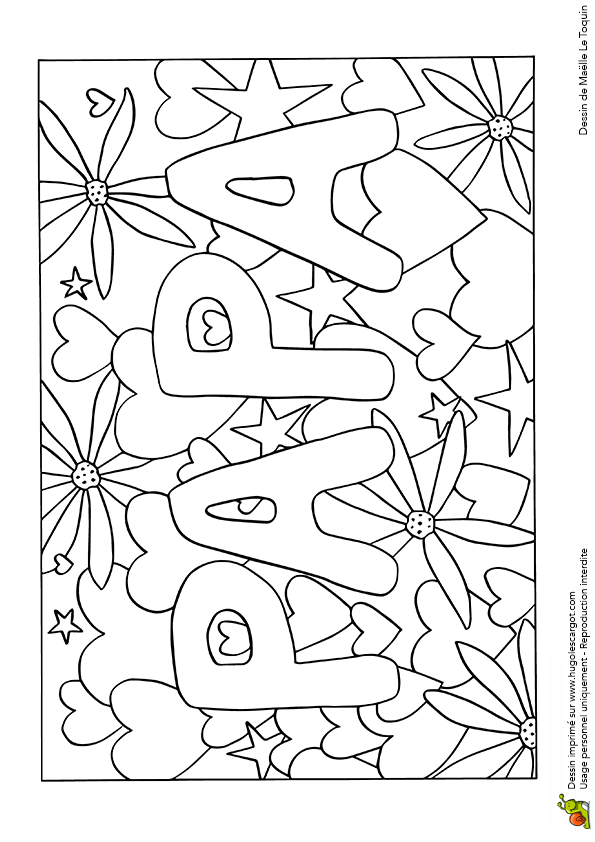 PAPA
Dessin de Maëlle Le Toquin
Dessin imprimé sur www.hugolescargot.com
Usage personnel uniquement - Reproduction interdite